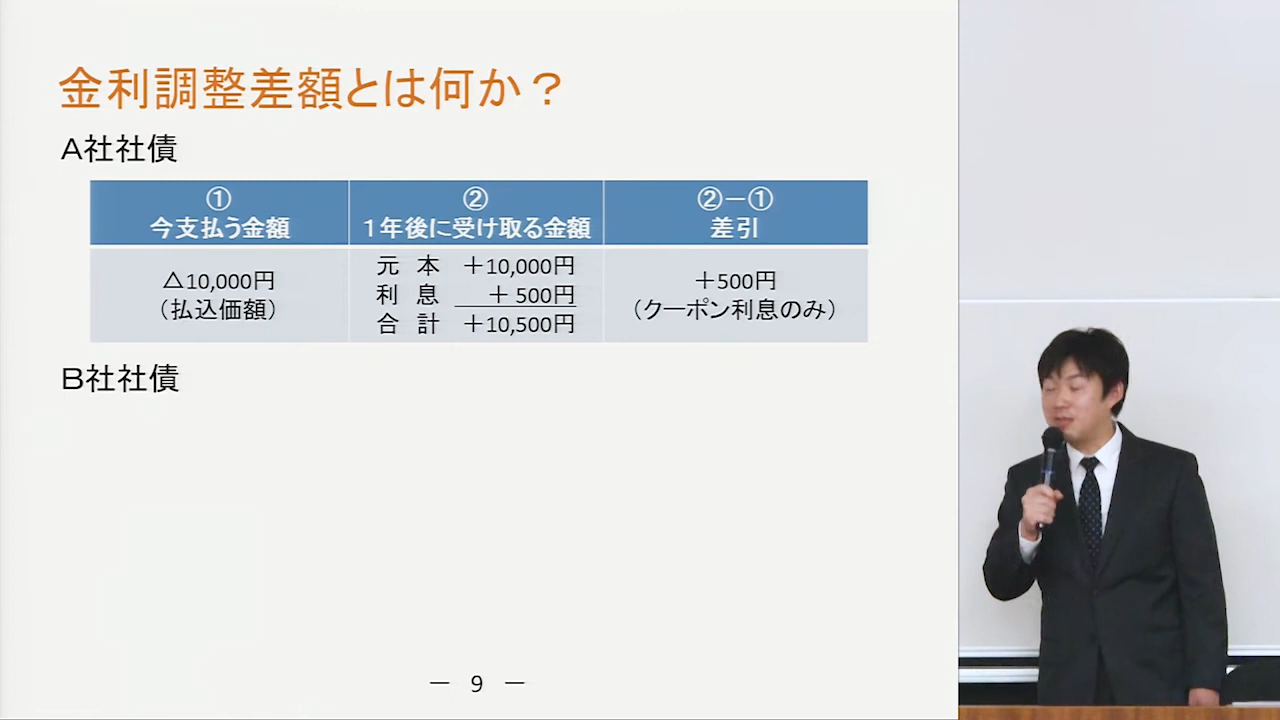 金利調整差額とは何か？
Ａ社社債
① ② ②－①
今支払う金額 １年後に受け取る金額 差引
△10,000円
（払込価額）
元 本 ＋10,000円
利 息 ＋ 500円
合 計 ＋10,500円
＋500円
（クーポン利息のみ）
Ｂ社社債
－ 9 －